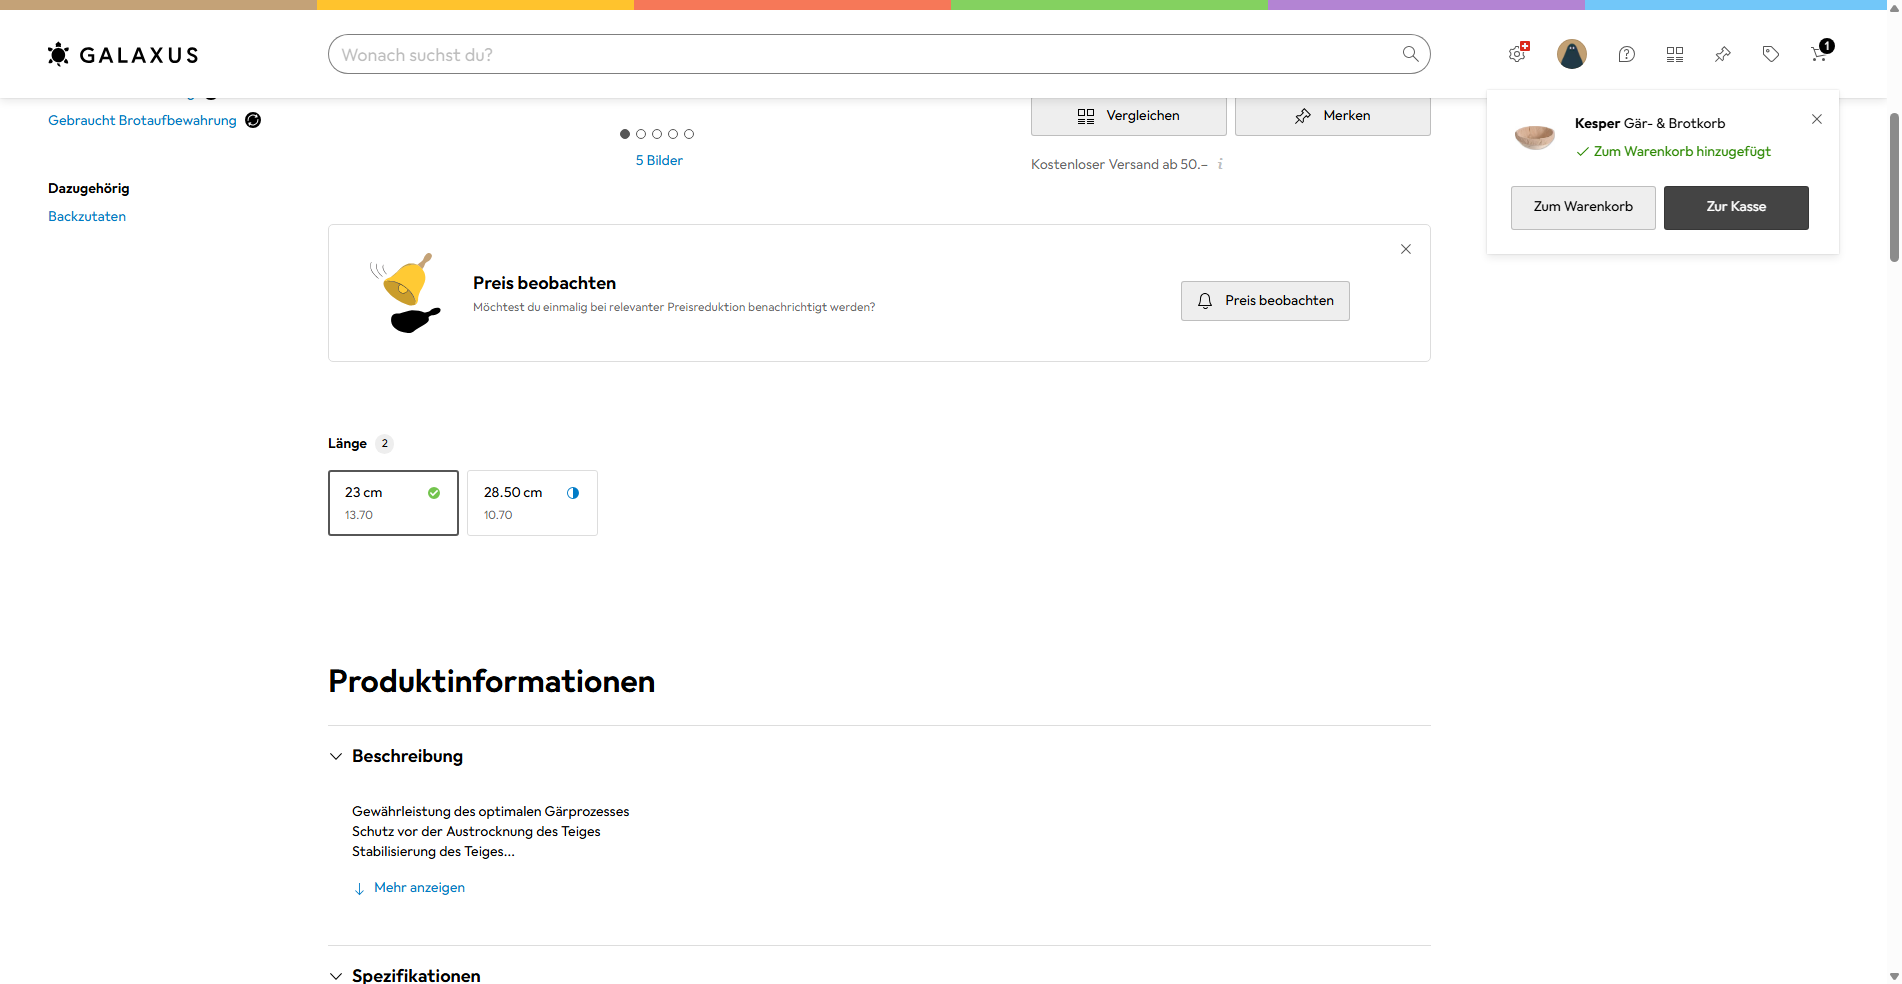 GALAXUS
Wonach suchst du?
1
Gebraucht Brotaufbewahrung
Dazugehörig
Backzutaten
5 Bilder
Vergleichen
Merken
Kostenloser Versand ab 50.–
Kesper Gär- & Brotkorb
Zum Warenkorb hinzugefügt
Zum Warenkorb
Zur Kasse
Preis beobachten
Möchtest du einmalig bei relevanter Preisreduktion benachrichtigt werden?
Preis beobachten
Länge 2
23 cm
13.70
28.50 cm
10.70
Produktinformationen
Beschreibung
Gewährleistung des optimalen Gärprozesses
Schutz vor der Austrocknung des Teiges
Stabilisierung des Teiges...
Mehr anzeigen
Spezifikationen